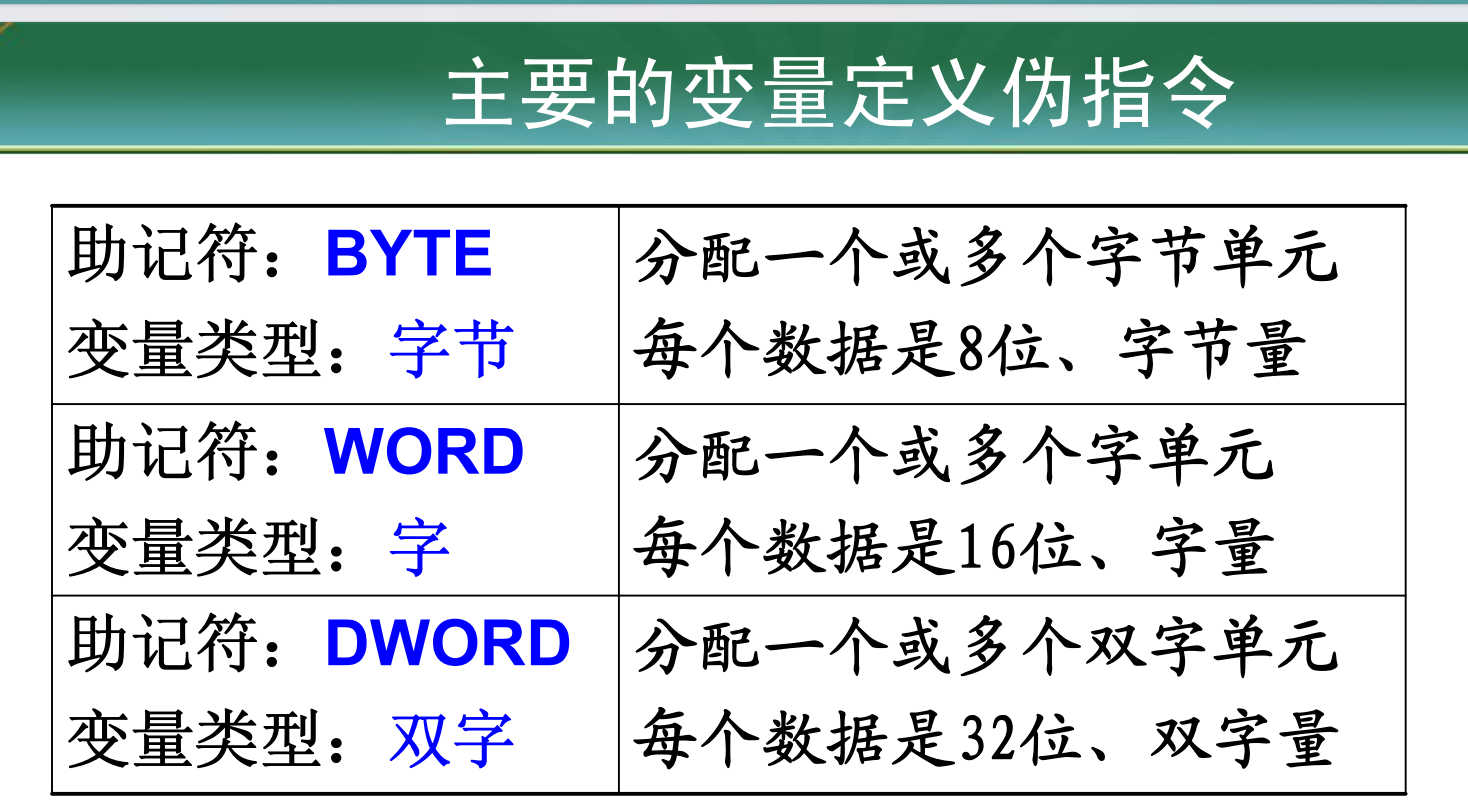 主要的变量定义伪指令
助记符：BYTE
变量类型：字节
分配一个或多个字节单元
每个数据是8位、字节量
助记符：WORD
变量类型：字
分配一个或多个字单元
每个数据是16位、字量
助记符：DWORD
变量类型：双字
分配一个或多个双字单元
每个数据是32位、双字量